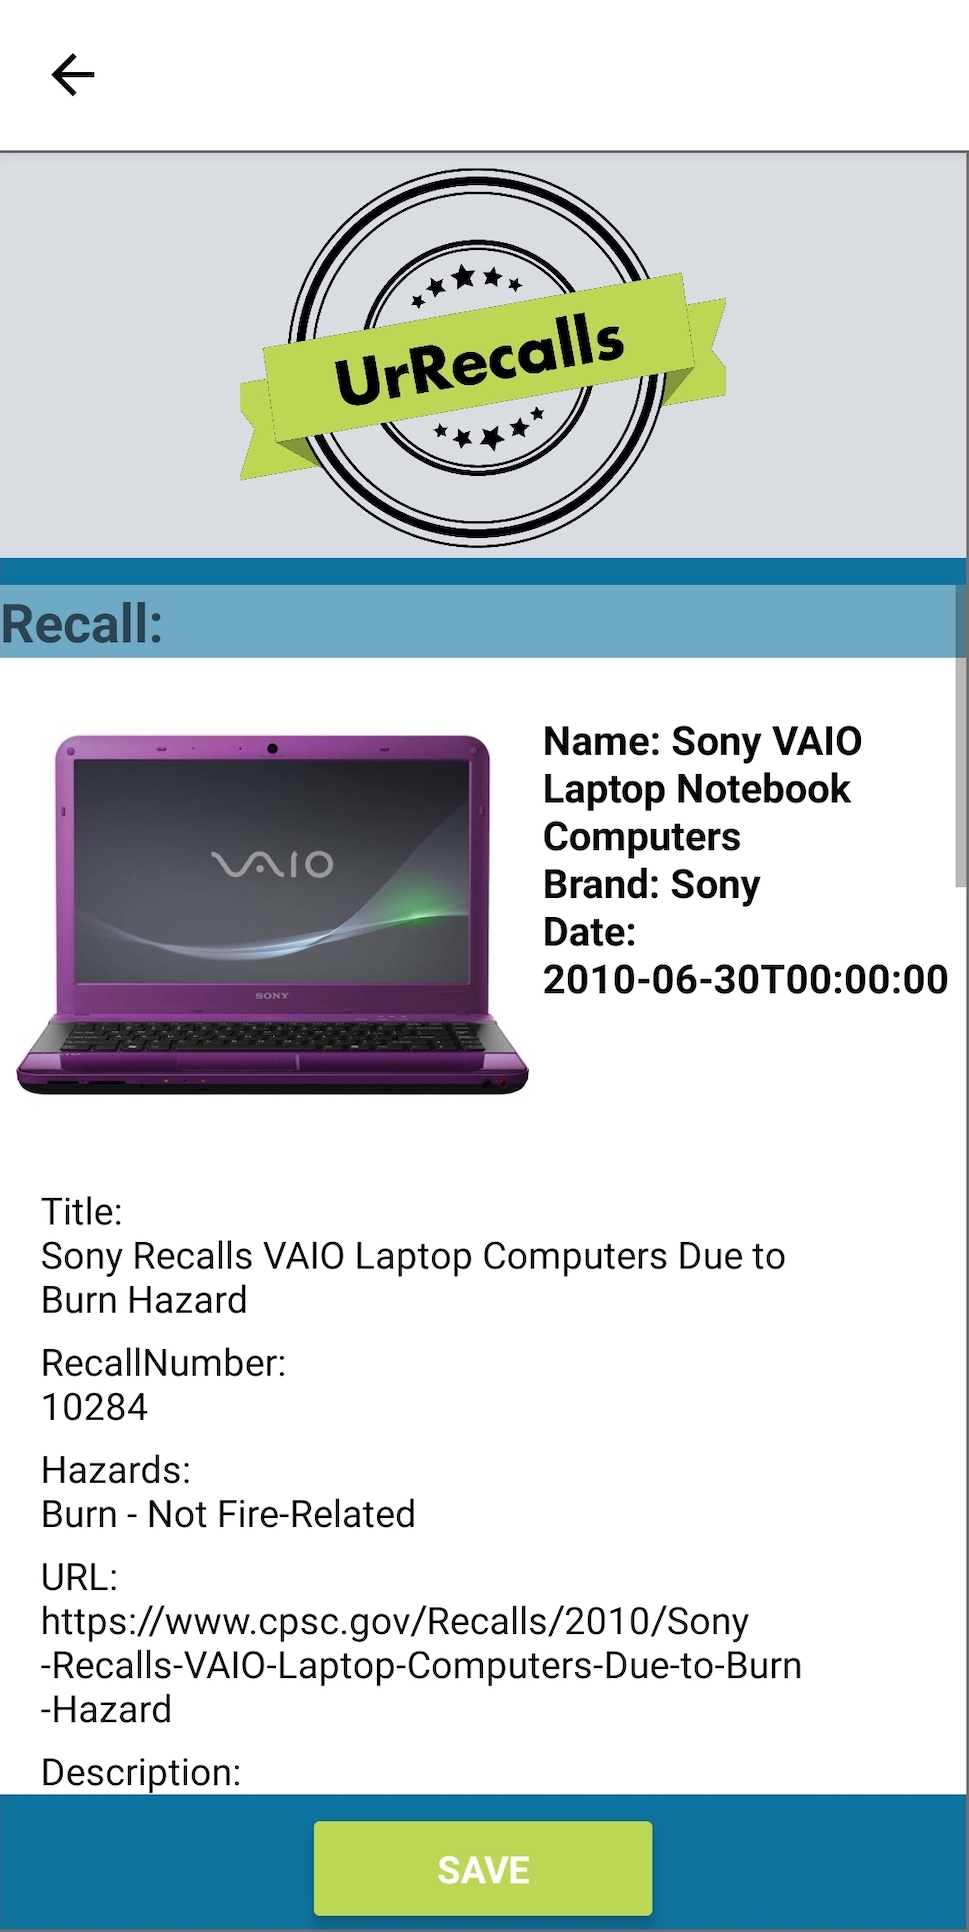 UrRecalls
Recall:
VAIO
SONY
Name: Sony VAIO
Laptop Notebook
Computers
Brand: Sony
Date:
2010-06-30T00:00:00
Title:
Sony Recalls VAIO Laptop Computers Due to
Burn Hazard
RecallNumber:
10284
Hazards:
Burn - Not Fire-Related
URL:
https://www.cpsc.gov/Recalls/2010/Sony
-Recalls-VAIO-Laptop-Computers-Due-to-Burn
-Hazard
Description:
SAVE